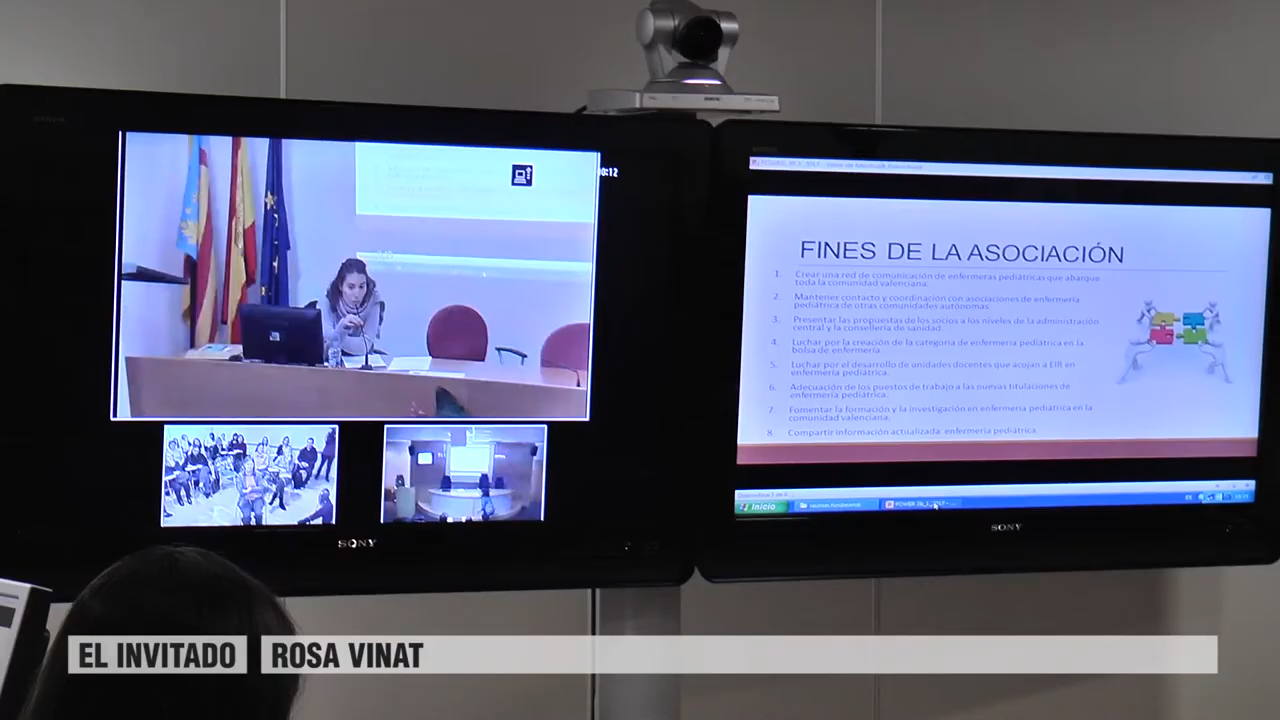 0:12
FINES DE LA ASOCIACIÓN
1. Crear una red de comunicación de enfermeras pediátricas que abarque
toda la comunidad valenciana.
2. Mantener contacto y coordinación con asociaciones de enfermería
pediátrica de otras comunidades autónomas
3. Presentar las propuestas de los socios a los niveles de la administración
central y la consellería de sanidad.
4. Luchar por la creación de la categoría de enfermería pediátrica en la
bolsa de enfermería
5. Luchar por el desarrollo de unidades docentes que acojan a EIR en
enfermería pediátrica.
6. Adecuación de los puestos de trabajo a las nuevas titulaciones de
enfermería pediátrica.
7. Fomentar la formación y la investigación en enfermería pediátrica en la
comunidad valenciana.
8. Compartir información actualizada: enfermería pediátrica.
Inicio
SONY
SONY
EL INVITADO ROSA VINAT